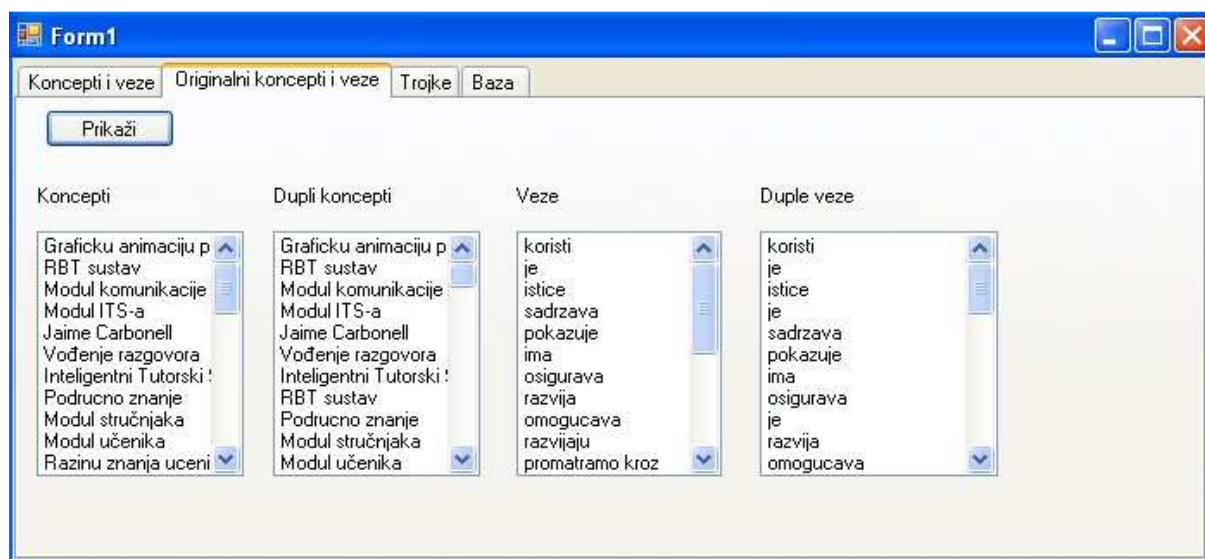 Form1
Koncepti i veze Originalni koncepti i veze Trojke Baza
Prikaži
Koncepti Dupli koncepti Veze Duple veze
Graficku animaciju p
RBT sustav
Modul komunikacije
Modul ITS-a
Jaime Carbonell
Vođenje razgovora
Inteligentni Tutorski
Podrucno znanje
Modul stručnjaka
Modul učenika
Razinu znanja uceni
Graficku animaciju p
RBT sustav
Modul komunikacije
Modul ITS-a
Jaime Carbonell
Vođenje razgovora
Inteligentni Tutorski
RBT sustav
Podrucno znanje
Modul stručnjaka
Modul učenika
koristi
je
istice
sadrzava
pokazuje
ima
osigurava
razvija
omogucava
razvijaju
promatramo kroz
koristi
je
istice
je
sadrzava
pokazuje
ima
osigurava
je
razvija
omogucava